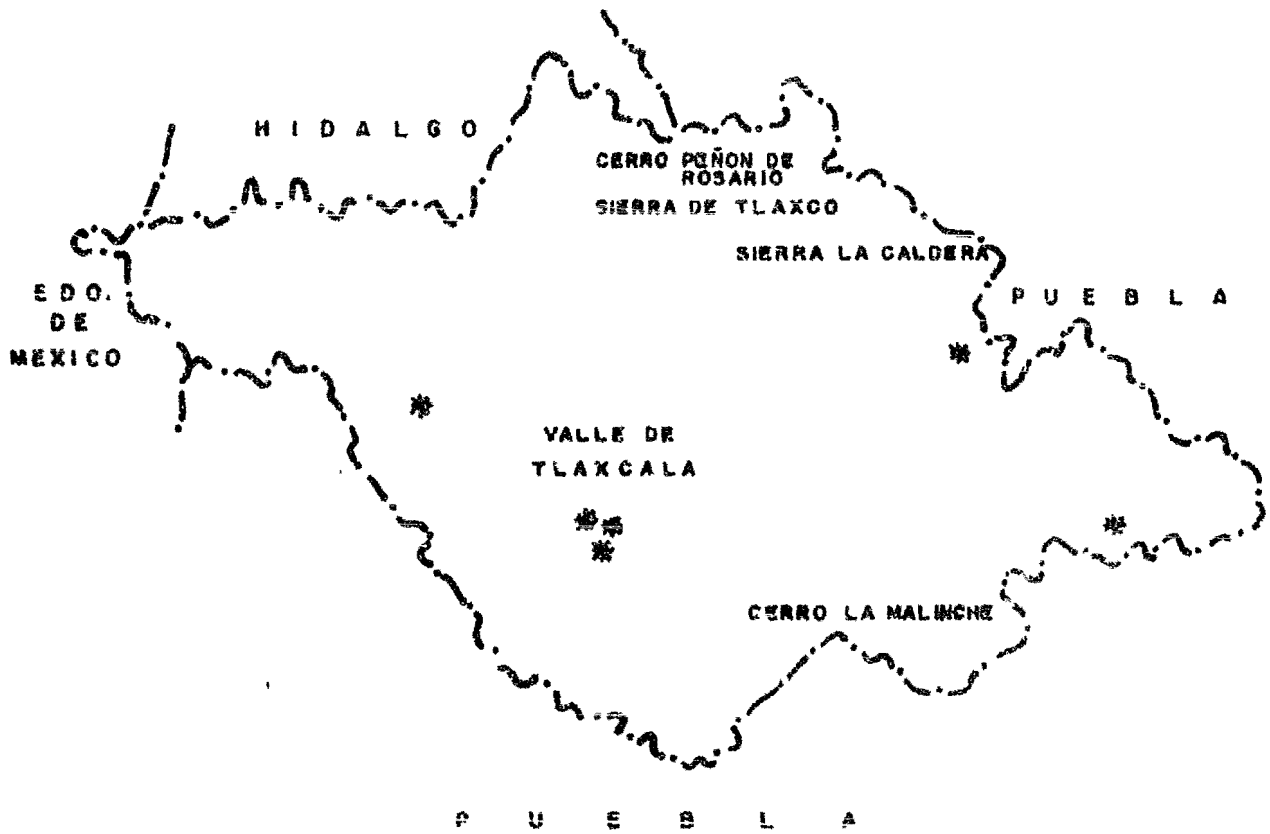 HIDALGO
CERRO PEÑON DE
ROSARIO
SIERRA DE TLAXCO
SIERRA LA CALDERA
EDO.
DE
MEXICO
PUEBLA
VALLE DE
TLAXCALA
CERRO LA MALINCHE
PUEBLA